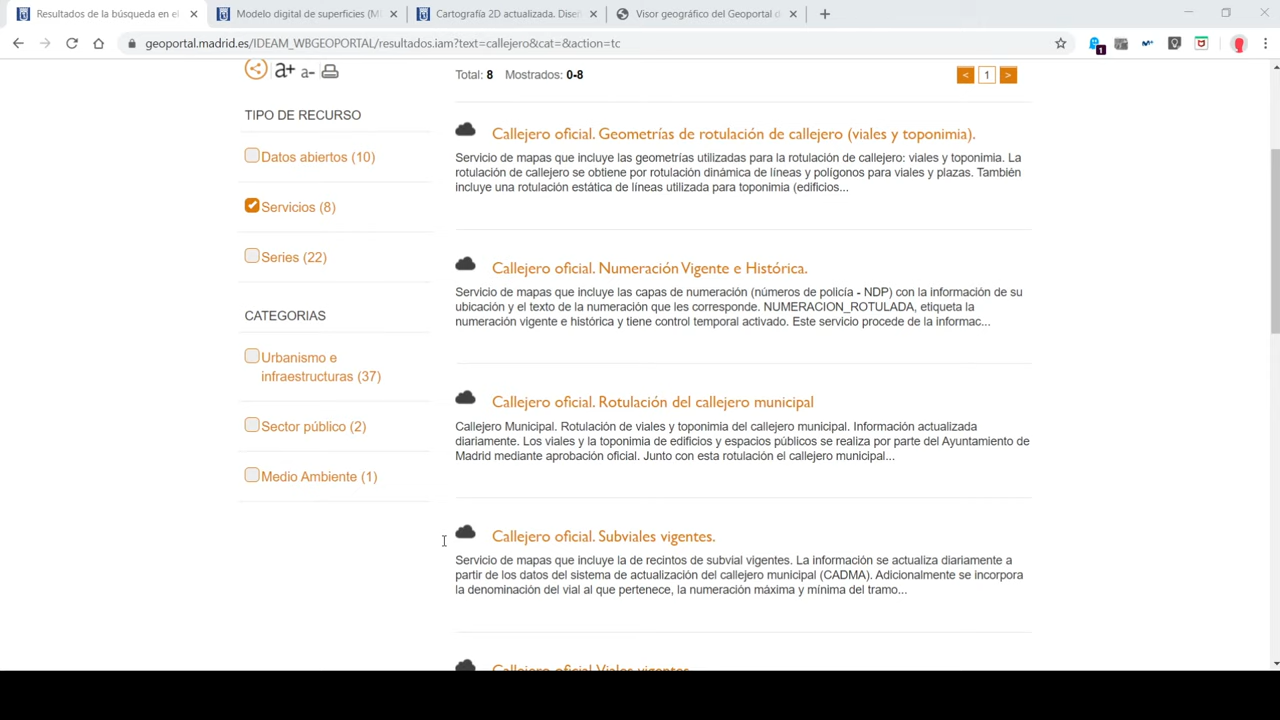 Resultados de la búsqueda en el
Modelo digital de superficies (M
Cartografía 2D actualizada. Diseñ
Visor geográfico del Geoportal d
geoportal.madrid.es/IDEAM_WBGEOPORTAL/resultados.iam?text=callejero&cat=&action=tc
1
a+ a-
Total: 8 Mostrados: 0-8
< 1 >
TIPO DE RECURSO
Datos abiertos (10)
Servicios (8)
Series (22)
CATEGORIAS
Urbanismo e
infraestructuras (37)
Sector público (2)
Medio Ambiente (1)
Callejero oficial. Geometrías de rotulación de callejero (viales y toponimia).
Servicio de mapas que incluye las geometrías utilizadas para la rotulación de callejero: viales y toponimia. La
rotulación de callejero se obtiene por rotulación dinámica de líneas y polígonos para viales y plazas. También
incluye una rotulación estática de líneas utilizada para toponimia (edificios...
Callejero oficial. Numeración Vigente e Histórica.
Servicio de mapas que incluye las capas de numeración (números de policía - NDP) con la información de su
ubicación y el texto de la numeración que les corresponde. NUMERACION_ROTULADA, etiqueta la
numeración vigente e histórica y tiene control temporal activado. Este servicio procede de la informac...
Callejero oficial. Rotulación del callejero municipal
Callejero Municipal. Rotulación de viales y toponimia del callejero municipal. Información actualizada
diariamente. Los viales y la toponimia de edificios y espacios públicos se realiza por parte del Ayuntamiento de
Madrid mediante aprobación oficial. Junto con esta rotulación el callejero municipal...
Callejero oficial. Subviales vigentes.
Servicio de mapas que incluye la de recintos de subvial vigentes. La información se actualiza diariamente a
partir de los datos del sistema de actualización del callejero municipal (CADMA). Adicionalmente se incorpora
la denominación del vial al que pertenece, la numeración máxima y mínima del tramo...
Callejero oficial. Viales vigentes